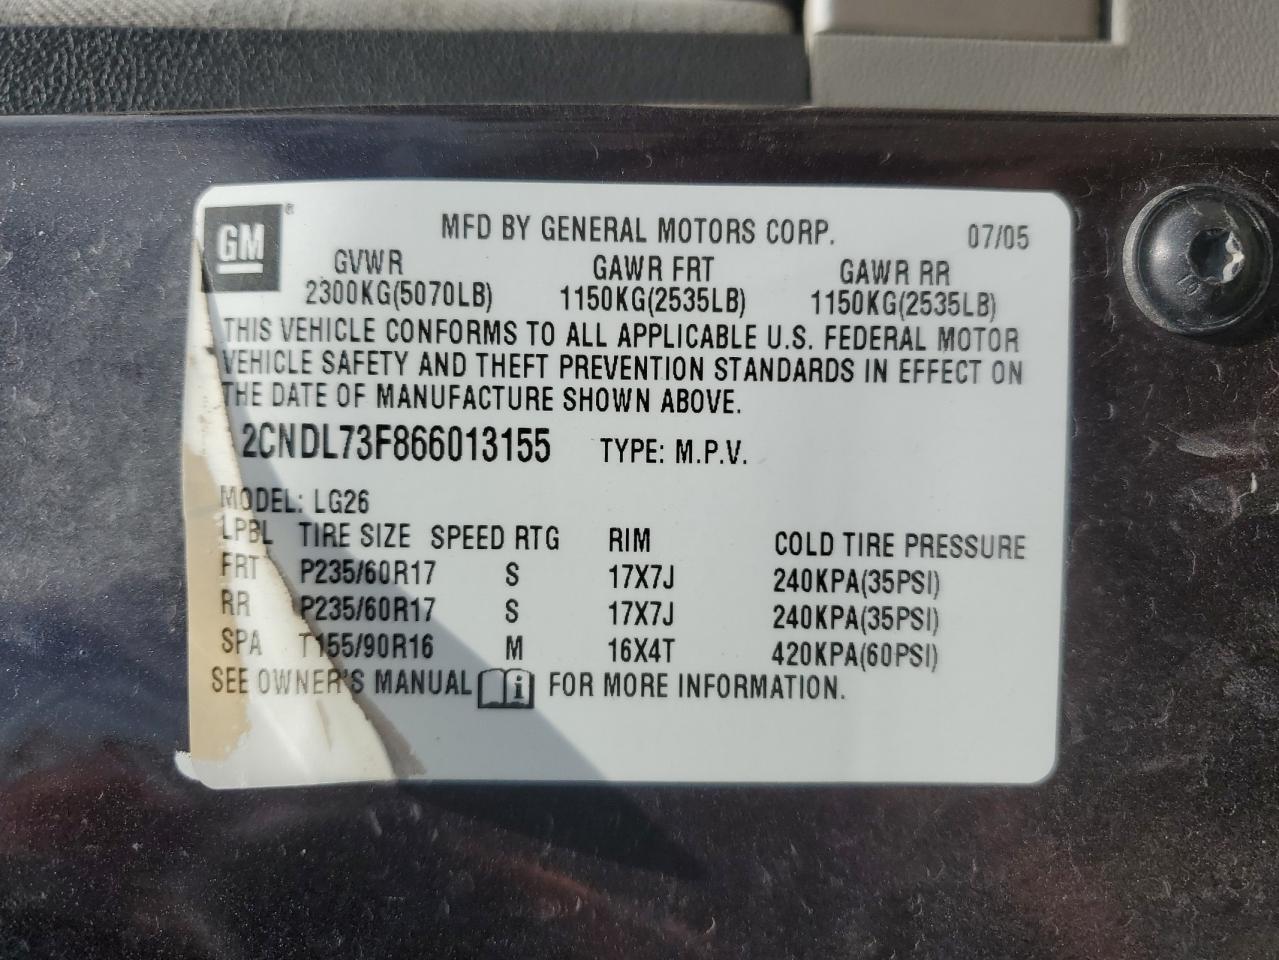 GM ®
MFD BY GENERAL MOTORS CORP. 07/05
GVWR GAWR FRT GAWR RR
2300KG(5070LB) 1150KG(2535LB) 1150KG(2535LB)
THIS VEHICLE CONFORMS TO ALL APPLICABLE U.S. FEDERAL MOTOR
VEHICLE SAFETY AND THEFT PREVENTION STANDARDS IN EFFECT ON
THE DATE OF MANUFACTURE SHOWN ABOVE.
2CNDL73F866013155 TYPE: M.P.V.
MODEL: LG26
LPBL TIRE SIZE SPEED RTG RIM COLD TIRE PRESSURE
FRT P235/60R17 S 17X7J 240KPA(35PSI)
RR P235/60R17 S 17X7J 240KPA(35PSI)
SPA T155/90R16 M 16X4T 420KPA(60PSI)
SEE OWNER'S MANUAL i FOR MORE INFORMATION.